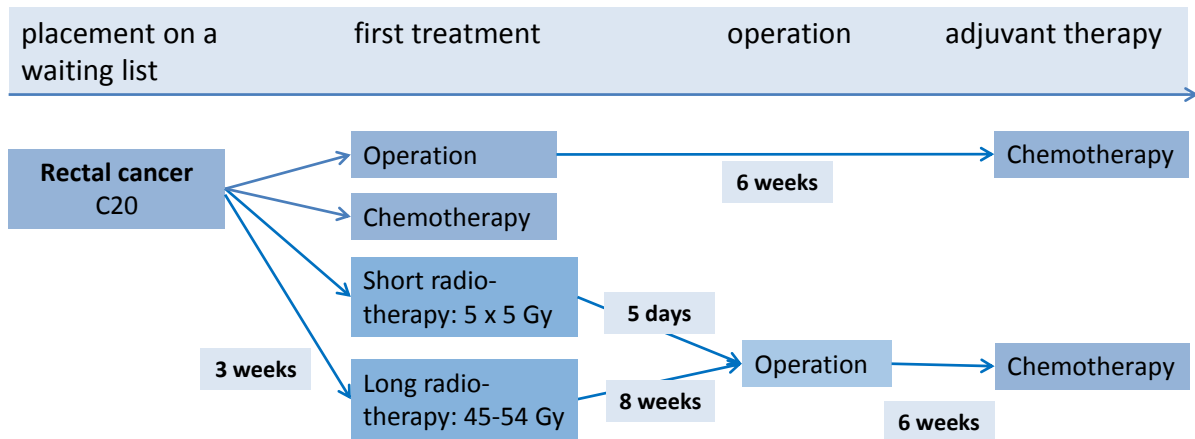 placement on a
waiting list
first treatment
operation
adjuvant therapy
Rectal cancer
C20
Operation
6 weeks
Chemotherapy
Chemotherapy
Short radio-
therapy: 5 x 5 Gy
5 days
3 weeks
Long radio-
therapy: 45-54 Gy
8 weeks
Operation
6 weeks
Chemotherapy